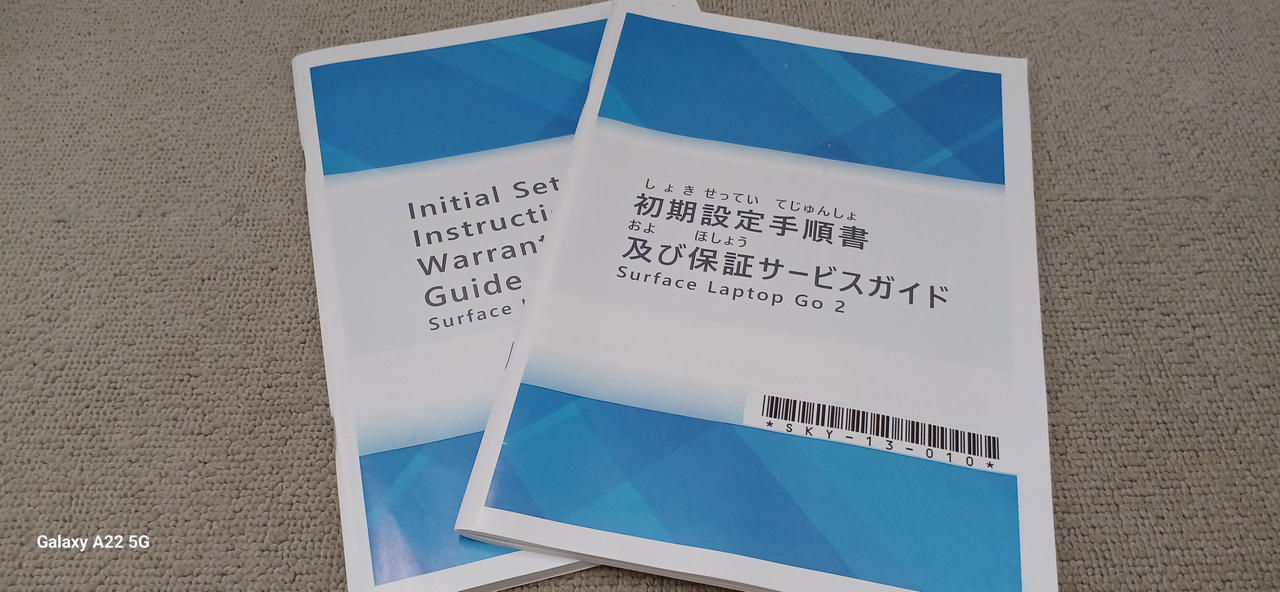 Initial Set
Instructi
Warrant
Guide
Surface
しょき せってい てじゅんしょ
初期設定手順書
およ ほしょう
及び保証サービスガイド
Surface Laptop Go 2
*SKY-13-010*
Galaxy A22 5G